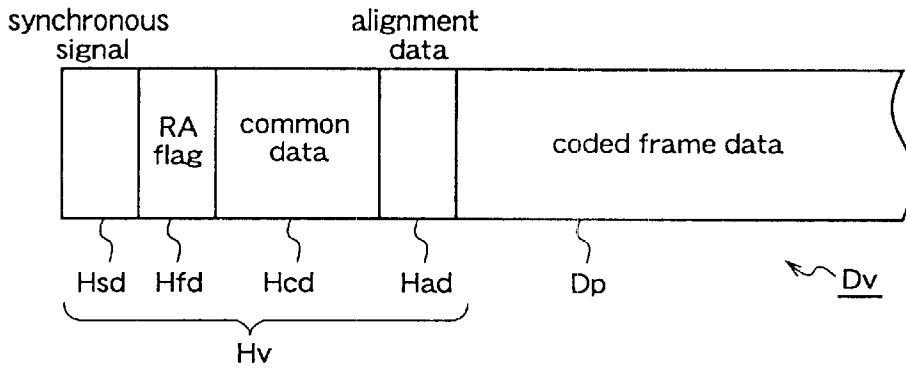 synchronous
signal
alignment
data
RA
flag
common
data
coded frame data
Hsd
Hfd
Hcd
Had
Dp
Dv
Hv